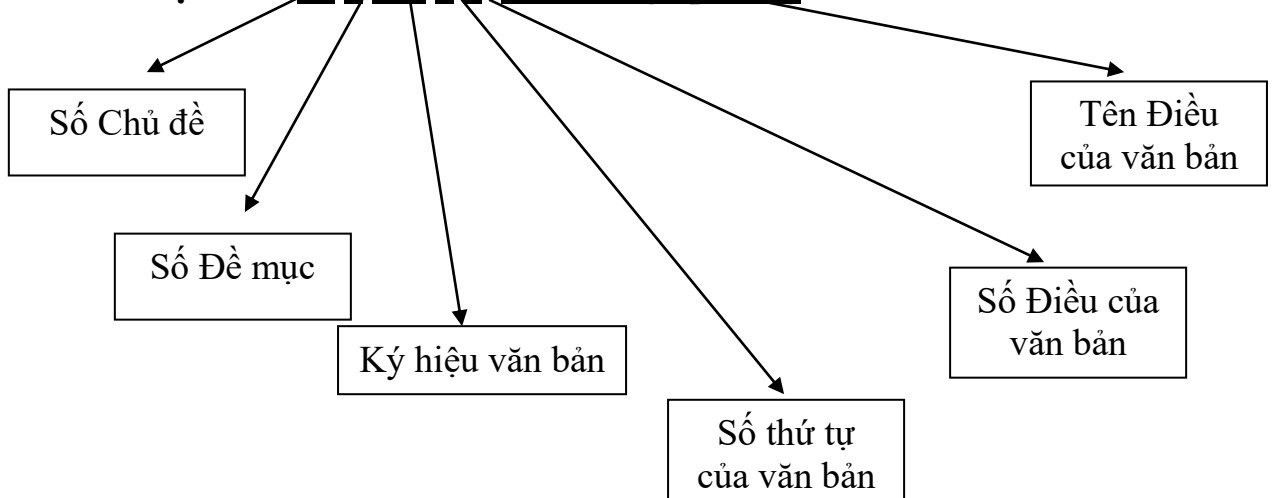 Số Chủ đề
Tên Điều
của văn bản
Số Đề mục
Số Điều của
văn bản
Ký hiệu văn bản
Số thứ tự
của văn bản